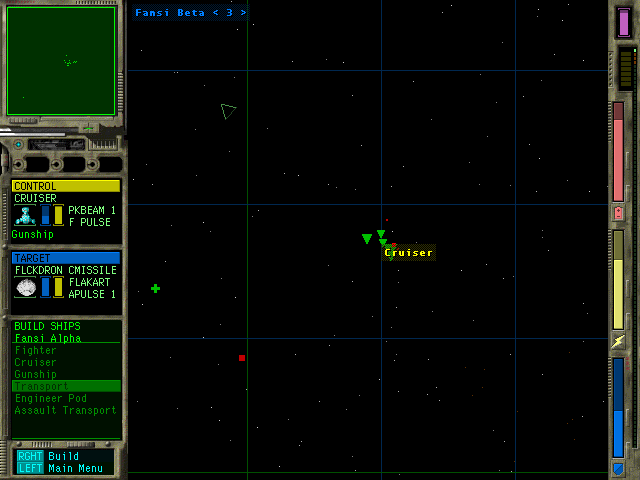 Fansi Beta < 3 >
CONTROL
CRUISER
PKBEAM 1
F PULSE
Gunship
TARGET
FLCKDRON CMISSILE
FLAKART
APULSE 1
BUILD SHIPS
Fansi Alpha
Fighter
Cruiser
Gunship
Transport
Engineer Pod
Assault Transport
RGHT Build
LEFT Main Menu
Cruiser